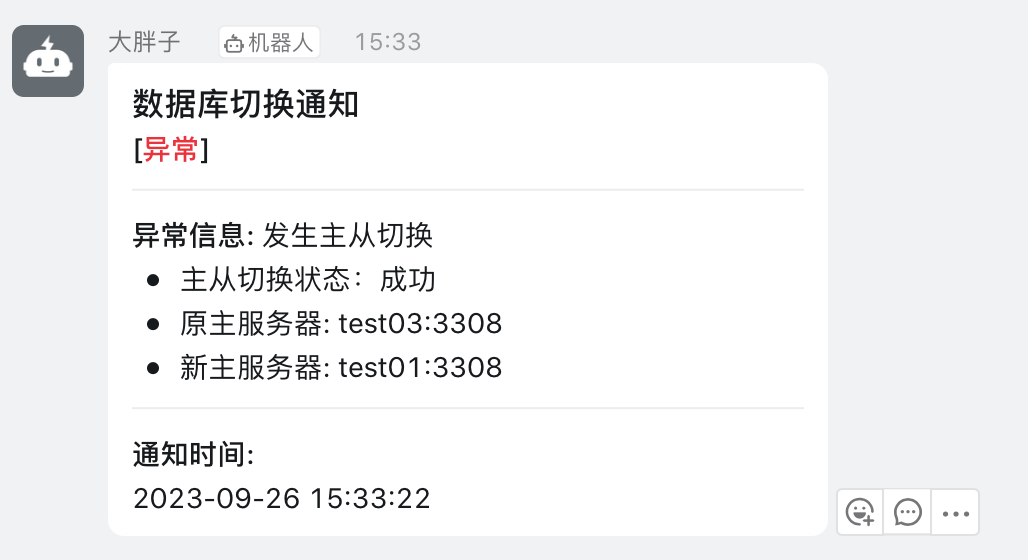 大胖子 机器人 15:33
数据库切换通知
[异常]
异常信息: 发生主从切换
● 主从切换状态：成功
● 原主服务器: test03:3308
● 新主服务器: test01:3308
通知时间:
2023-09-26 15:33:22